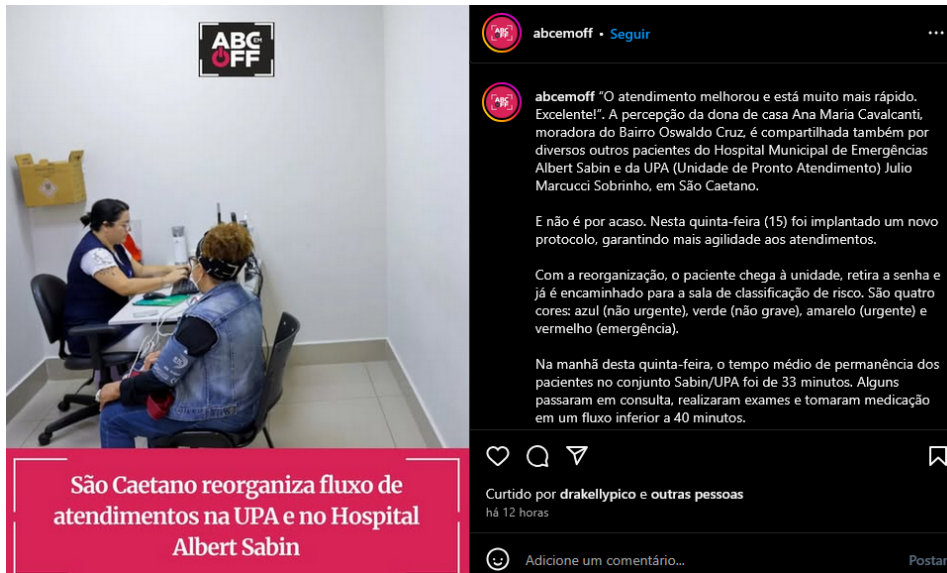 ABC
EM
OFF
São Caetano reorganiza fluxo de
atendimentos na UPA e no Hospital
Albert Sabin
abcemoff • Seguir
abcemoff “O atendimento melhorou e está muito mais rápido.
Excelente!”. A percepção da dona de casa Ana Maria Cavalcanti,
moradora do Bairro Oswaldo Cruz, é compartilhada também por
diversos outros pacientes do Hospital Municipal de Emergências
Albert Sabin e da UPA (Unidade de Pronto Atendimento) Julio
Marcucci Sobrinho, em São Caetano.
E não é por acaso. Nesta quinta-feira (15) foi implantado um novo
protocolo, garantindo mais agilidade aos atendimentos.
Com a reorganização, o paciente chega à unidade, retira a senha e
já é encaminhado para a sala de classificação de risco. São quatro
cores: azul (não urgente), verde (não grave), amarelo (urgente) e
vermelho (emergência).
Na manhã desta quinta-feira, o tempo médio de permanência dos
pacientes no conjunto Sabin/UPA foi de 33 minutos. Alguns
passaram em consulta, realizaram exames e tomaram medicação
em um fluxo inferior a 40 minutos.
Curtido por drakellypico e outras pessoas
há 12 horas
Adicione um comentário...
Postar